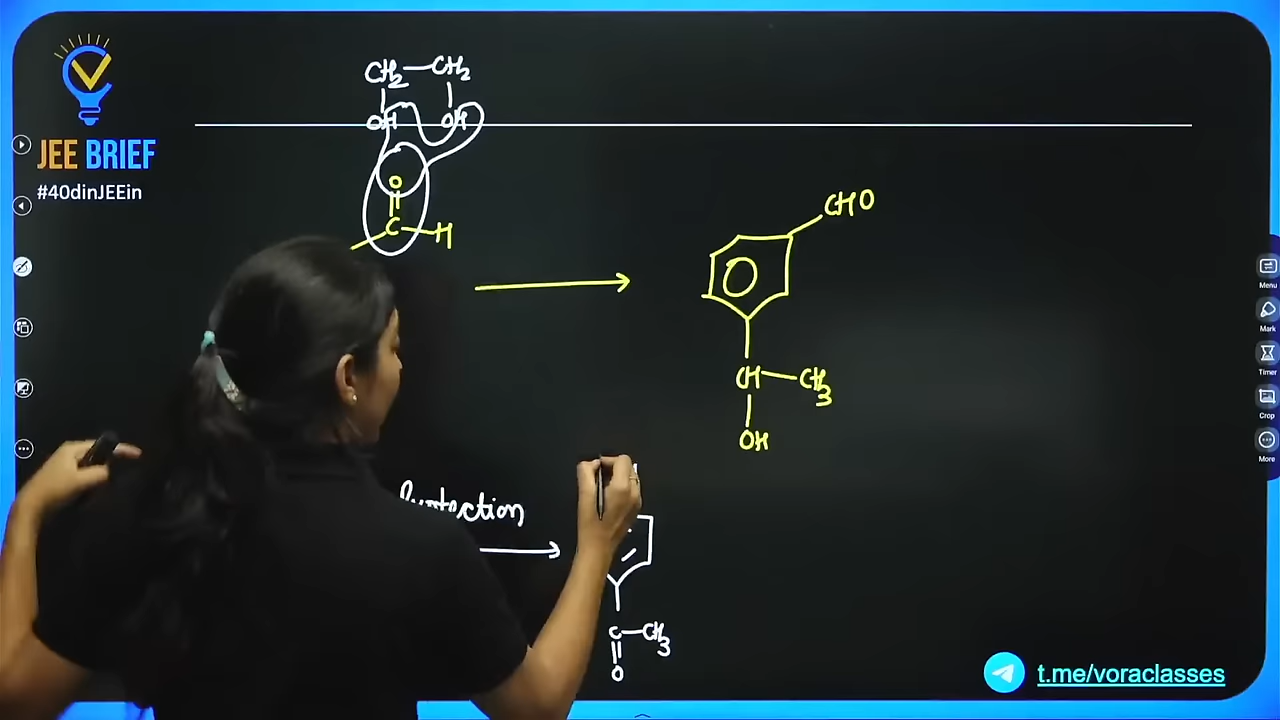 JEE BRIEF
#40dinJEEin
CH2—CH2
OH OH
O
C—H
CHO
CH—CH3
OH
Protection
C—CH3
O
Menu
Mark
Timer
Crop
More
t.me/voraclasses